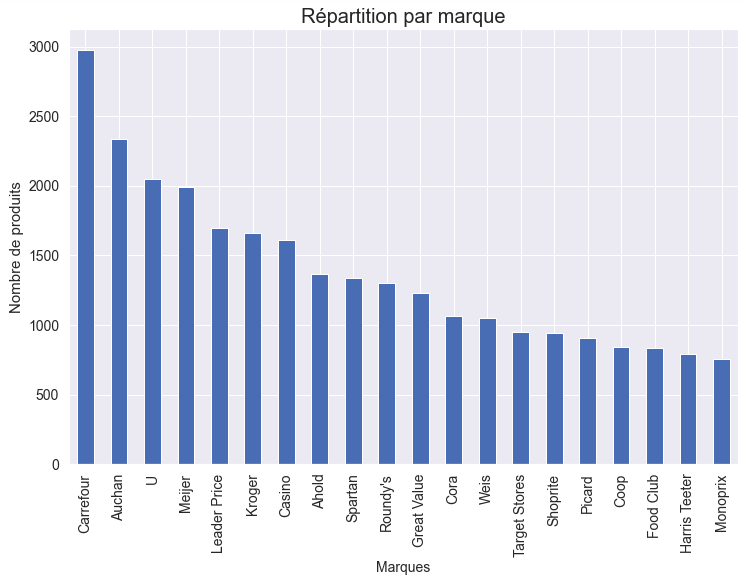 Répartition par marque
Nombre de produits
3000
2500
2000
1500
1000
500
0
Carrefour
Auchan
U
Meijer
Leader Price
Kroger
Casino
Ahold
Spartan
Roundy's
Great Value
Cora
Weis
Target Stores
Shoprite
Picard
Coop
Food Club
Harris Teeter
Monoprix
Marques